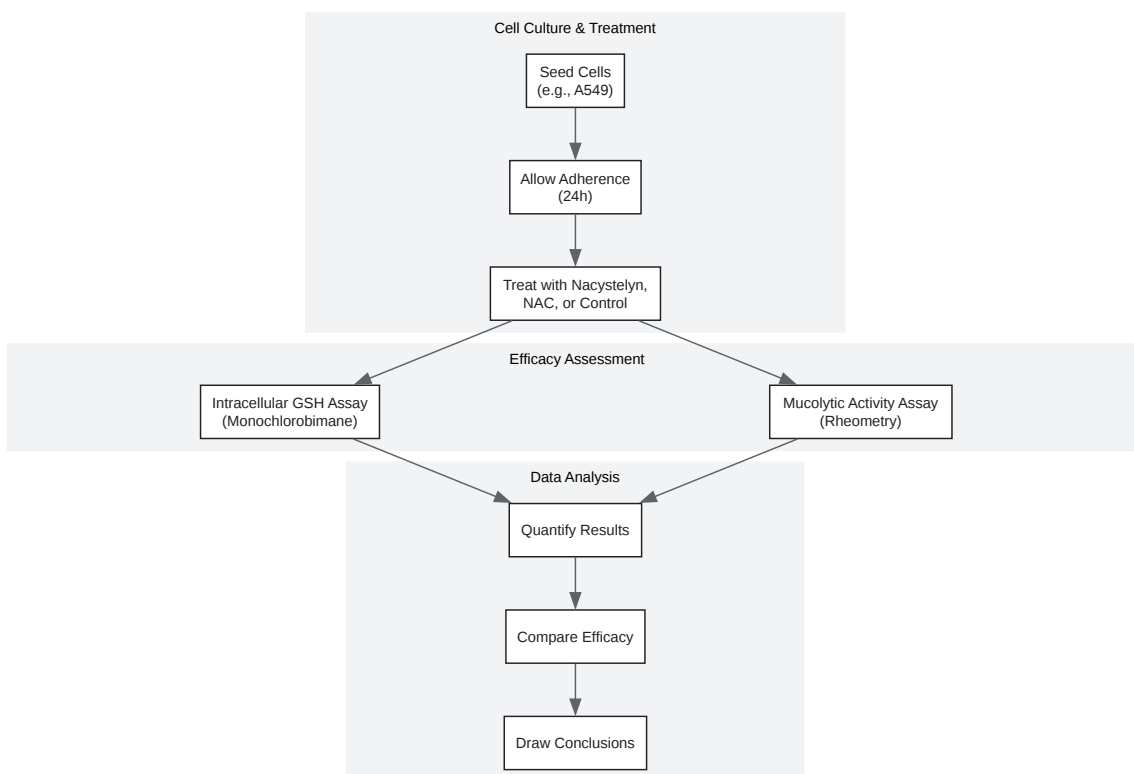 Cell Culture & Treatment
Seed Cells
(e.g., A549)
Allow Adherence
(24h)
Treat with Nacystelyn,
NAC, or Control
Efficacy Assessment
Intracellular GSH Assay
(Monochlorobimane)
Mucolytic Activity Assay
(Rheometry)
Data Analysis
Quantify Results
Compare Efficacy
Draw Conclusions